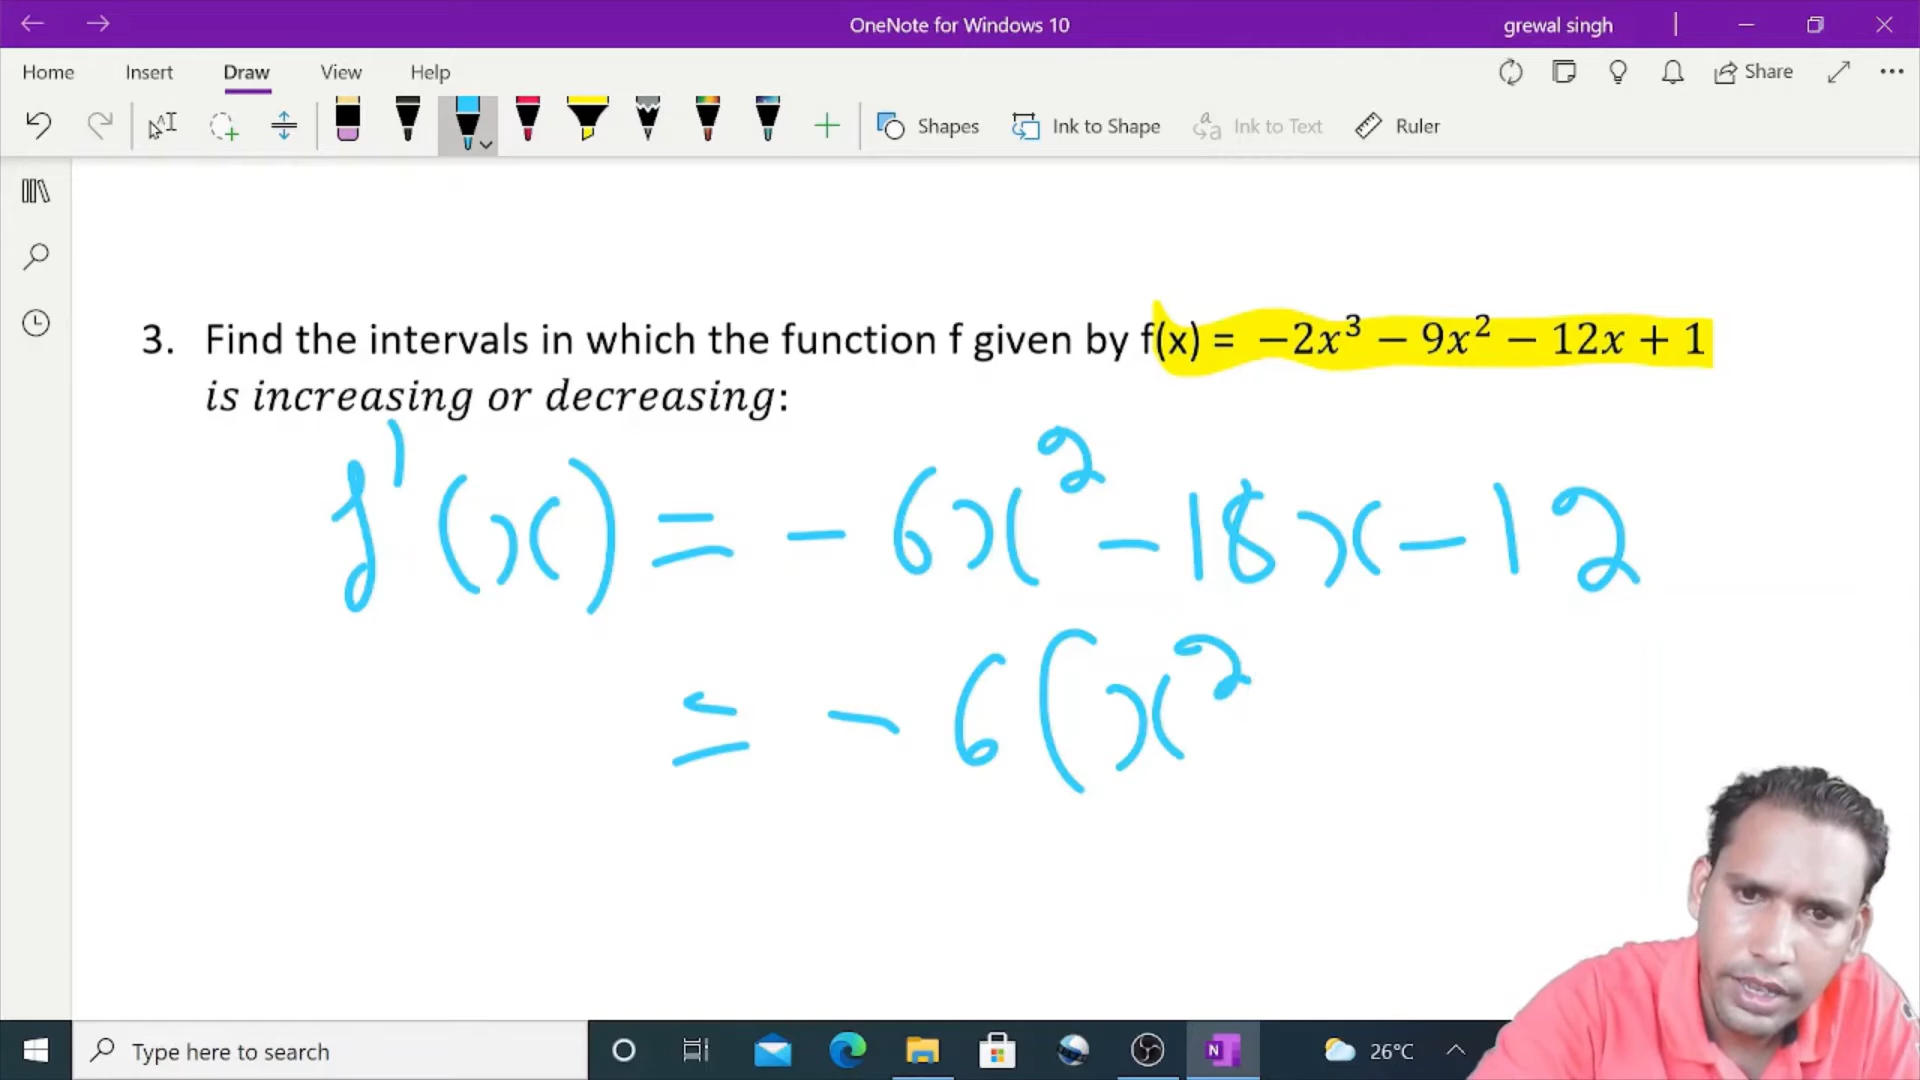 OneNote for Windows 10
grewal singh
Home Insert Draw View Help
Share
Shapes Ink to Shape Ink to Text Ruler
3. Find the intervals in which the function f given by f(x) = −2x³ − 9x² − 12x + 1
is increasing or decreasing:
f'(x) = - 6x² - 18x - 12
= - 6(x²
Type here to search
26°C